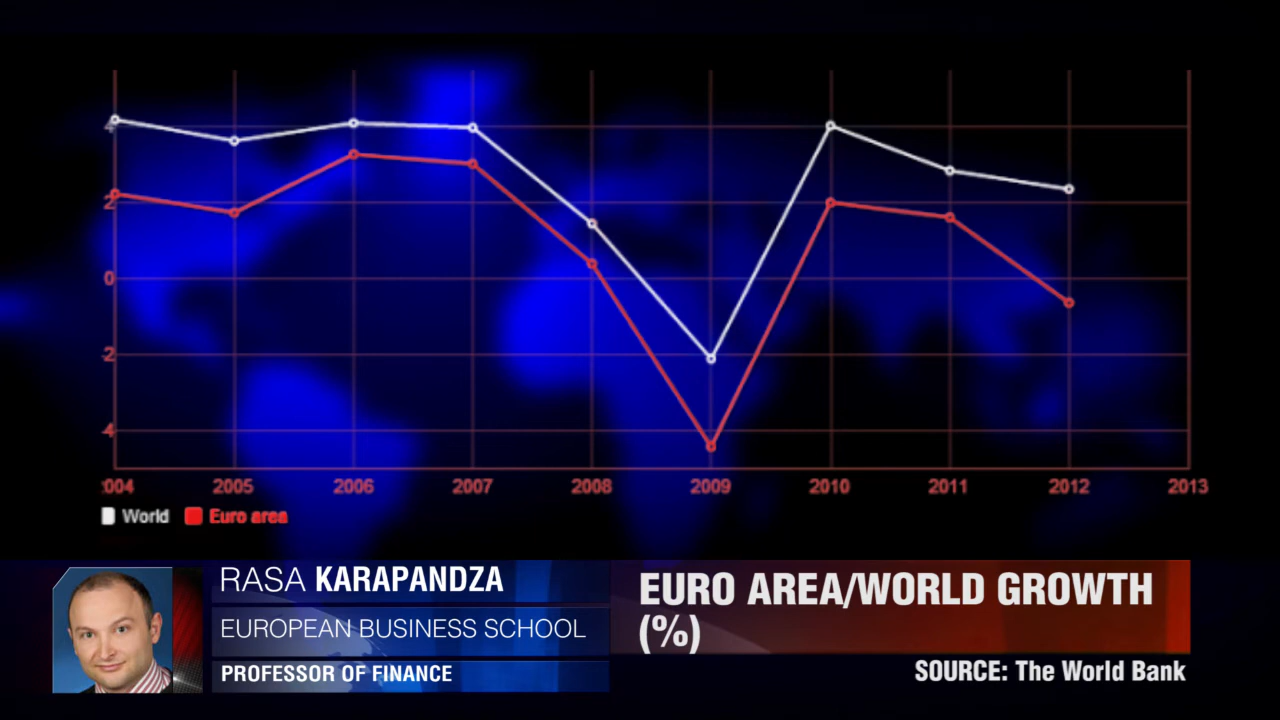 4
2
0
-2
-4
2004 2005 2006 2007 2008 2009 2010 2011 2012 2013
World Euro area
RASA KARAPANDZA
EUROPEAN BUSINESS SCHOOL
PROFESSOR OF FINANCE
EURO AREA/WORLD GROWTH
(%)
SOURCE: The World Bank